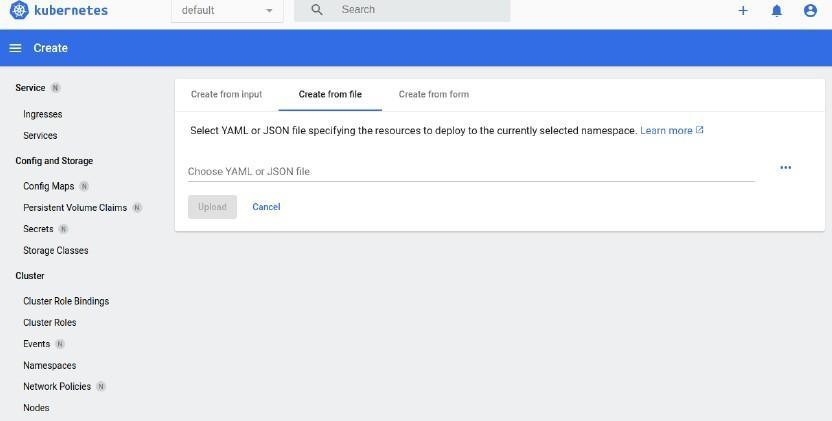 kubernetes
default
Search
Create
Service N
Ingresses
Services
Config and Storage
Config Maps N
Persistent Volume Claims N
Secrets N
Storage Classes
Cluster
Cluster Role Bindings
Cluster Roles
Events N
Namespaces
Network Policies N
Nodes
Create from input
Create from file
Create from form
Select YAML or JSON file specifying the resources to deploy to the currently selected namespace. Learn more
Choose YAML or JSON file
Upload
Cancel